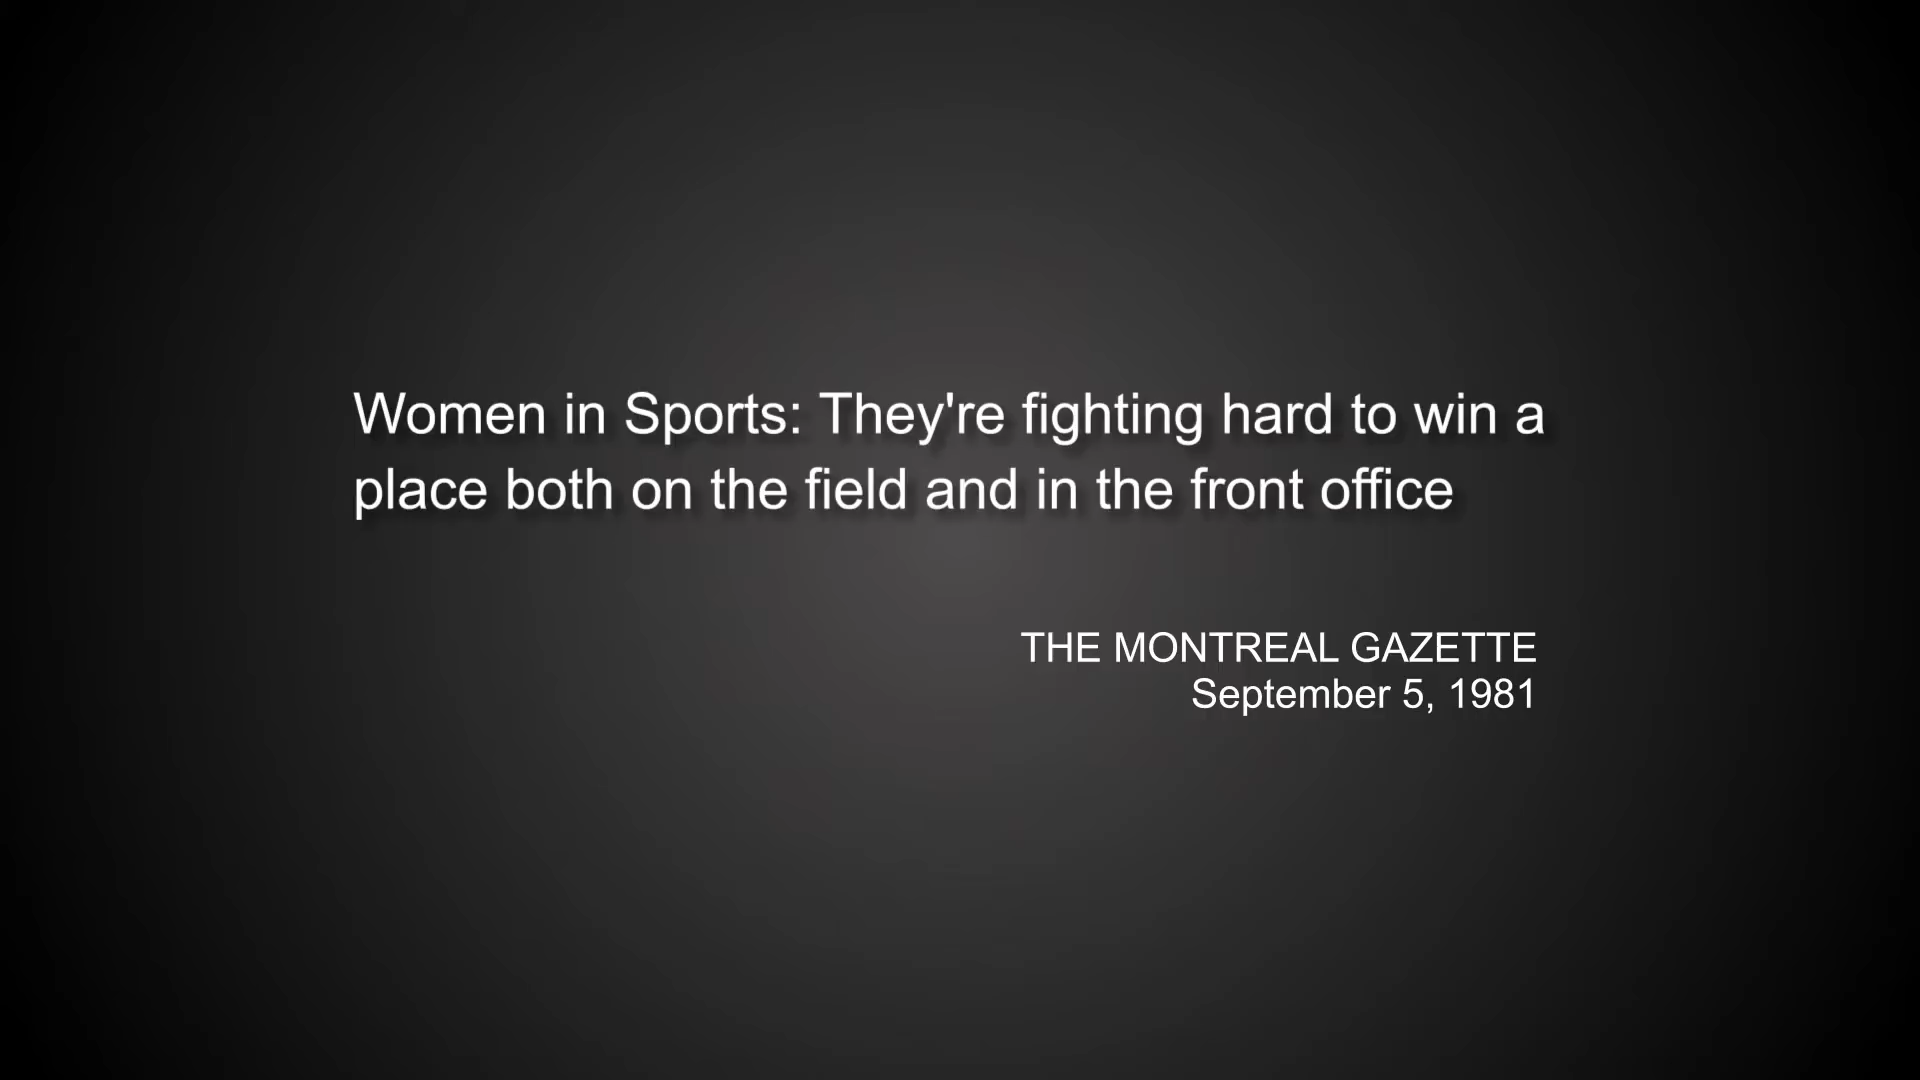 Women in Sports: They're fighting hard to win a
place both on the field and in the front office
THE MONTREAL GAZETTE
September 5, 1981